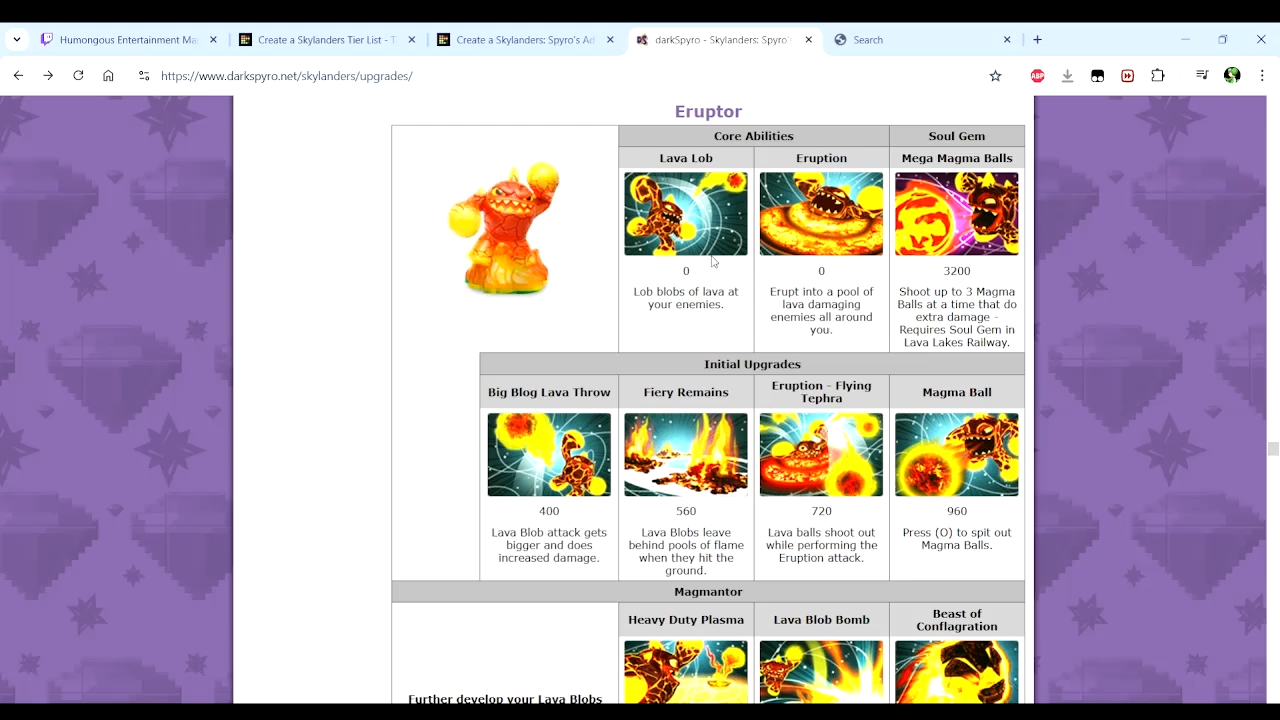 Humongous Entertainment Ma
Create a Skylanders Tier List - T
Create a Skylanders: Spyro's Ad
darkSpyro - Skylanders: Spyro'
Search
https://www.darkspyro.net/skylanders/upgrades/
ABP
Eruptor
Core Abilities
Soul Gem
Lava Lob
Eruption
Mega Magma Balls
0
0
3200
Lob blobs of lava at
your enemies.
Erupt into a pool of
lava damaging
enemies all around
you.
Shoot up to 3 Magma
Balls at a time that do
extra damage -
Requires Soul Gem in
Lava Lakes Railway.
Initial Upgrades
Big Blog Lava Throw
Fiery Remains
Eruption - Flying
Tephra
Magma Ball
400
560
720
960
Lava Blob attack gets
bigger and does
increased damage.
Lava Blobs leave
behind pools of flame
when they hit the
ground.
Lava balls shoot out
while performing the
Eruption attack.
Press (O) to spit out
Magma Balls.
Magmantor
Heavy Duty Plasma
Lava Blob Bomb
Beast of
Conflagration
Further develop your Lava Blobs